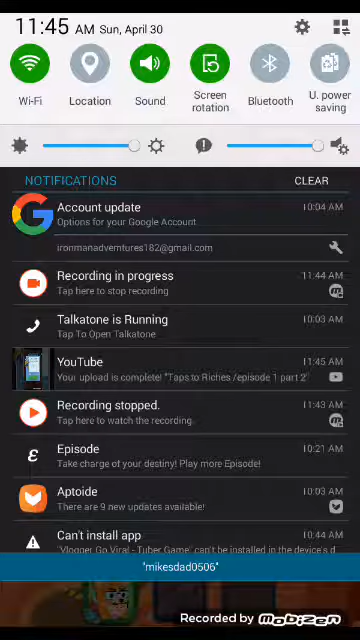 11:45 AM Sun, April 30
Wi-Fi
Location
Sound
Screen rotation
Bluetooth
U. power saving
NOTIFICATIONS
CLEAR
Account update 10:04 AM
Options for your Google Account
ironmanadventures182@gmail.com
Recording in progress 11:44 AM
Tap here to stop recording
Talkatone is Running 10:03 AM
Tap To Open Talkatone
YouTube 11:45 AM
Your upload is complete! "Taps to Riches /episode 1 part 2"
Recording stopped. 11:43 AM
Tap here to watch the recording.
Episode 10:21 AM
Take charge of your destiny! Play more Episode!
Aptoide 10:03 AM
There are 9 new updates available!
Can't install app 10:44 AM
"Vlogger Go Viral - Tuber Game" can't be installed in the device's d
"mikesdad0506"
Recorded by Mobizen